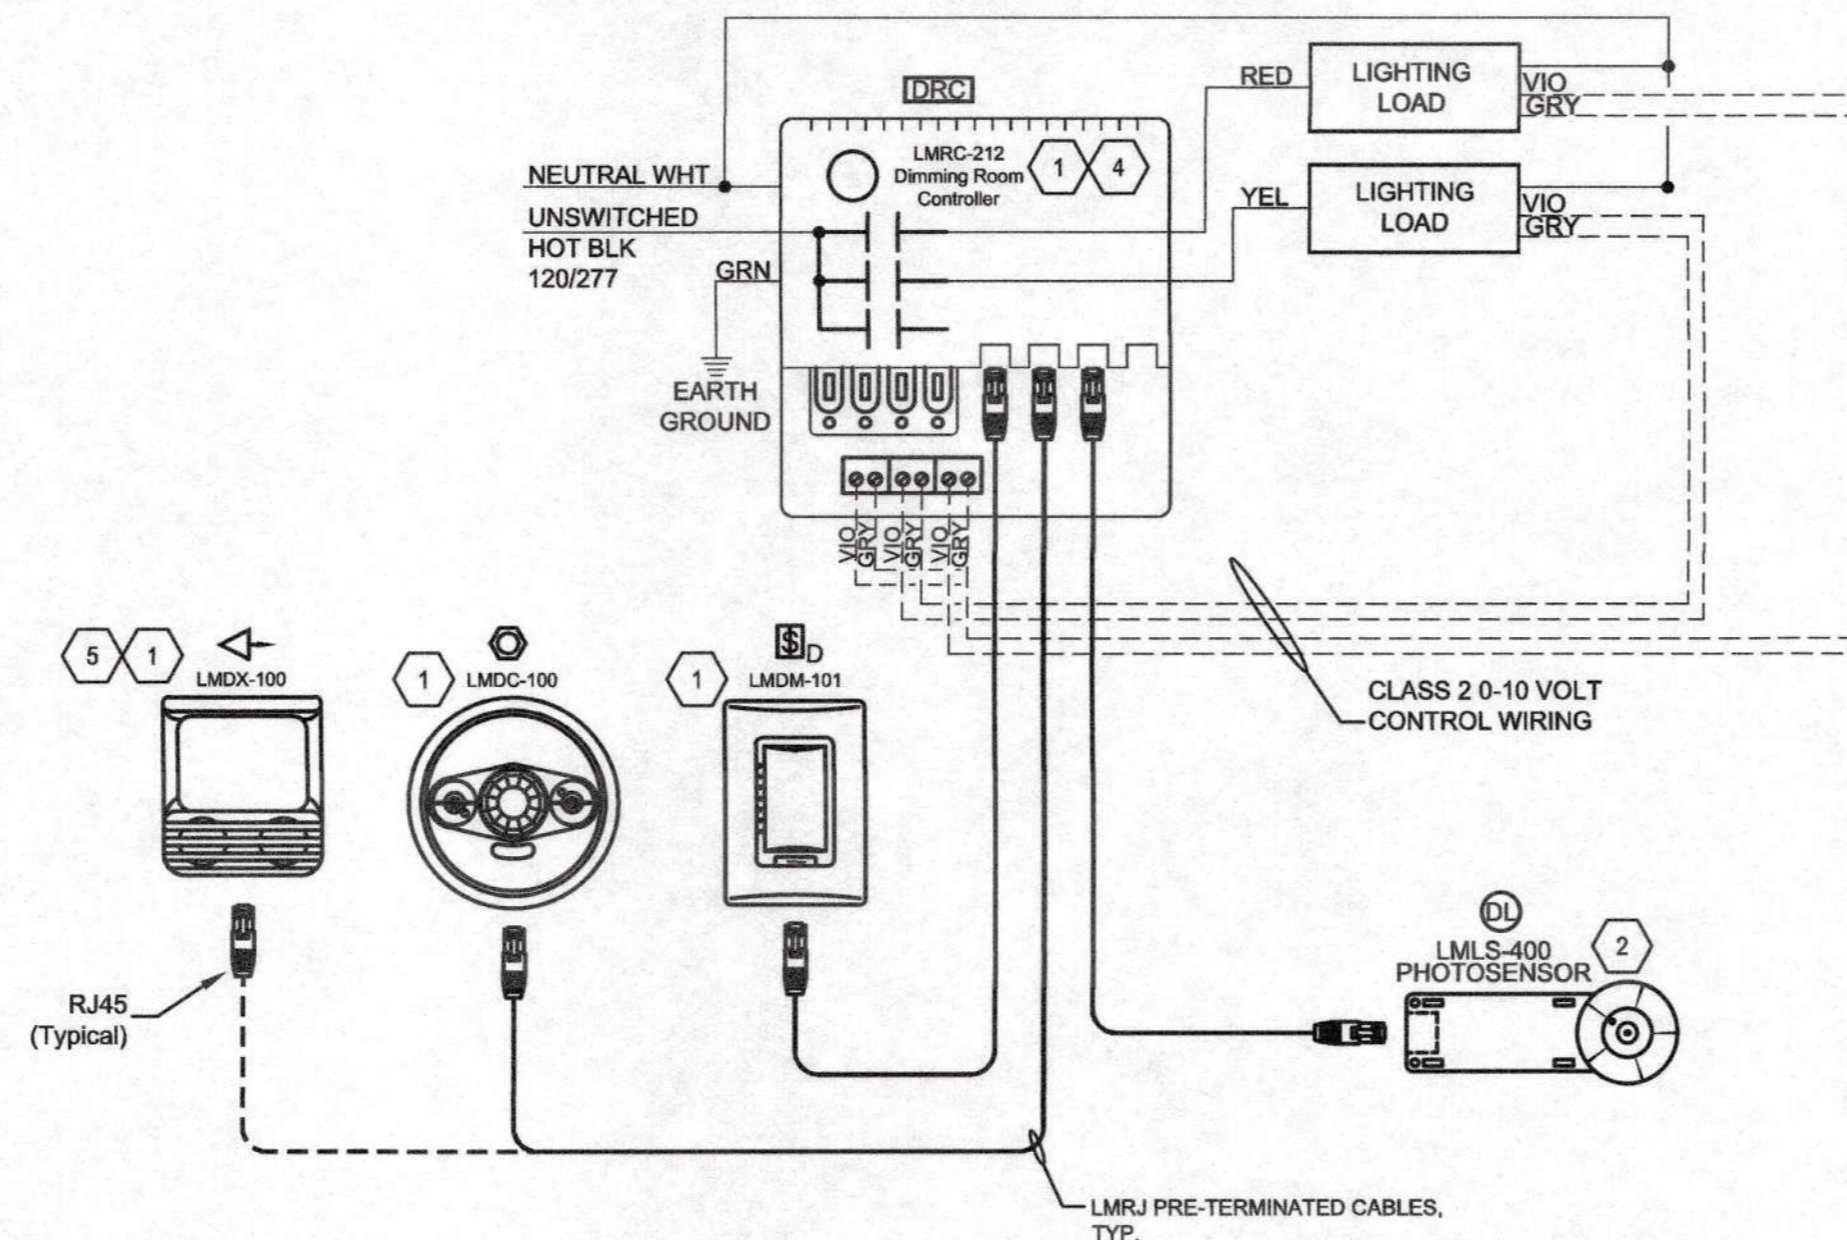 DRC
RED
LIGHTING
LOAD
VIO
GRY
LMRC-212
Dimming Room
Controller
1
4
NEUTRAL WHT
UNSWITCHED
HOT BLK
120/277
GRN
YEL
LIGHTING
LOAD
VIO
GRY
EARTH
GROUND
VIO
GRY
VIO
GRY
VIO
GRY
5
1
LMDX-100
1
LMDC-100
$
D
1
LMDM-101
CLASS 2 0-10 VOLT
CONTROL WIRING
DL
LMLS-400
PHOTOSENSOR
2
RJ45
(Typical)
LMRJ PRE-TERMINATED CABLES,
TYP.